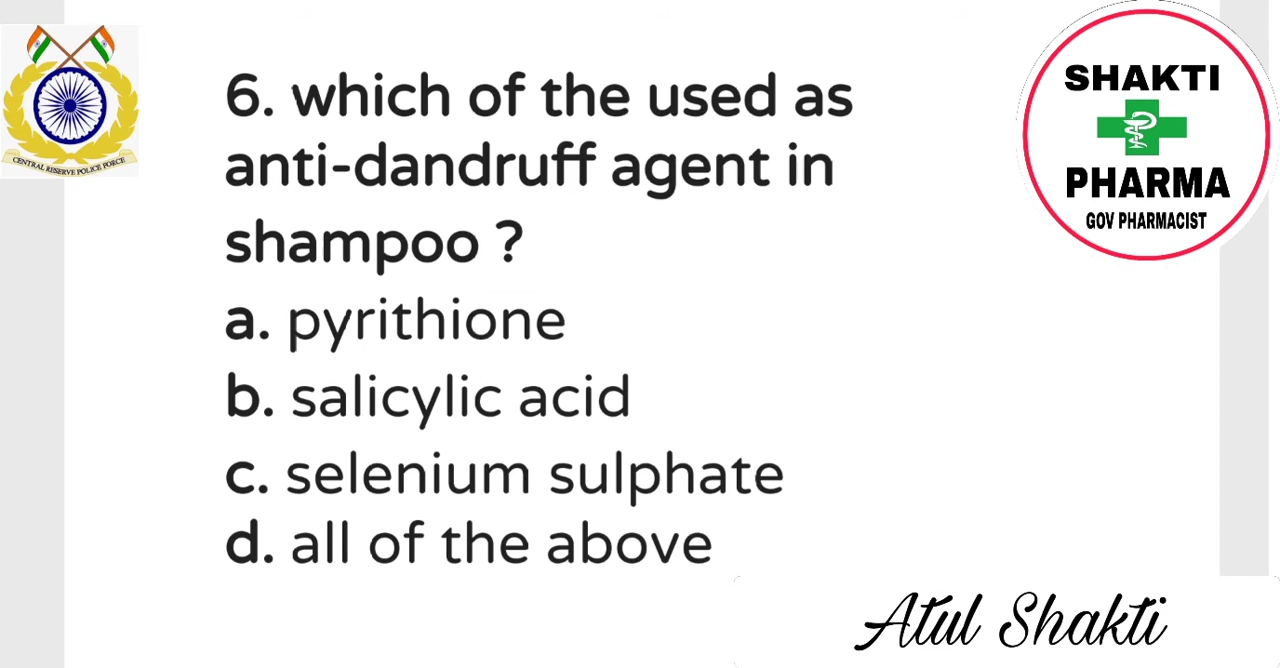 6. which of the used as
anti-dandruff agent in
shampoo ?
a. pyrithione
b. salicylic acid
c. selenium sulphate
d. all of the above
CENTRAL RESERVE POLICE FORCE
SHAKTI
PHARMA
GOV PHARMACIST
Atul Shakti